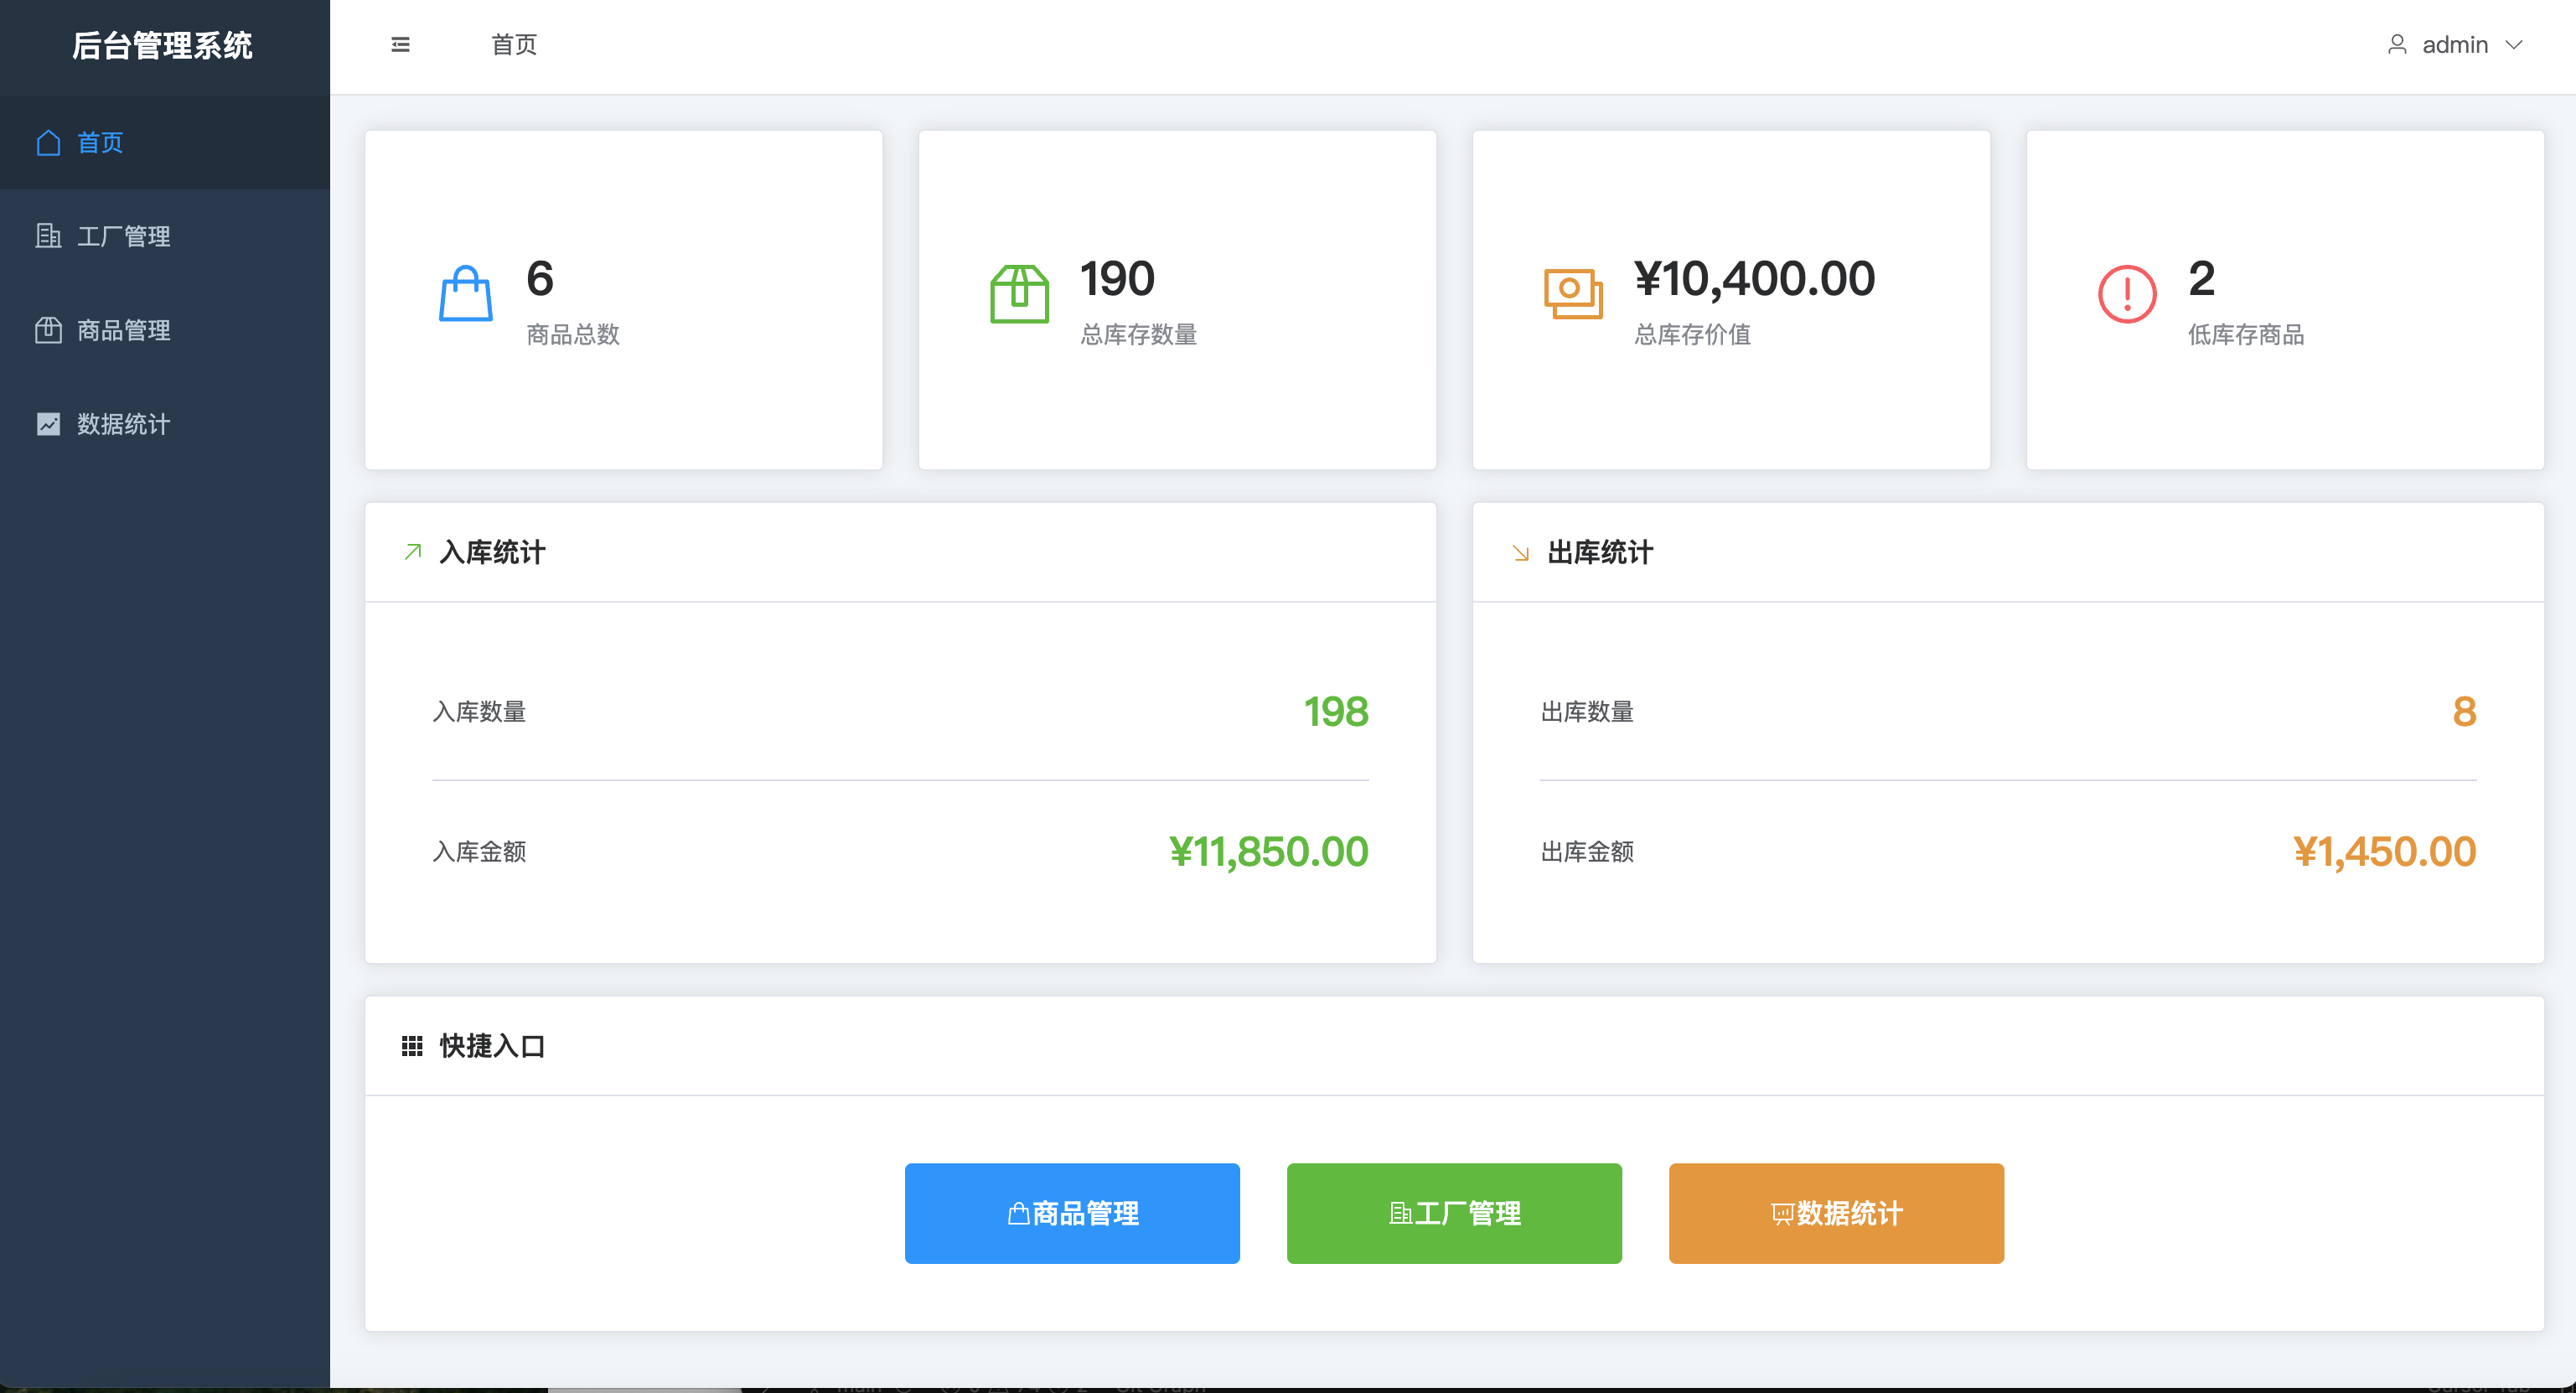 后台管理系统
首页
admin
首页
工厂管理
商品管理
数据统计
6
商品总数
190
总库存数量
¥10,400.00
总库存价值
2
低库存商品
入库统计
入库数量
198
入库金额
¥11,850.00
出库统计
出库数量
8
出库金额
¥1,450.00
快捷入口
商品管理
工厂管理
数据统计